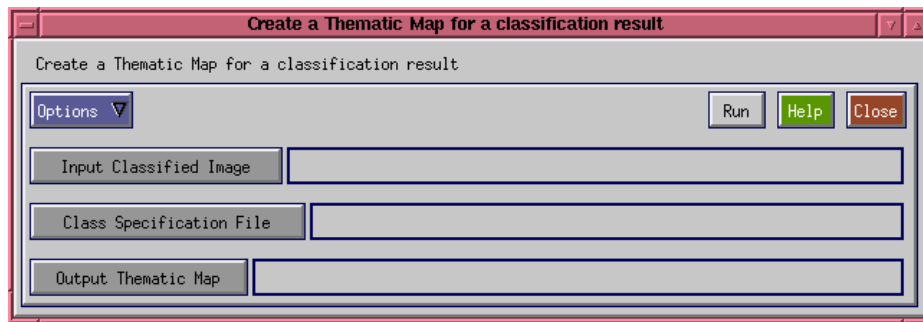 Create a Thematic Map for a classification result
Create a Thematic Map for a classification result
Options Run Help Close
Input Classified Image
Class Specification File
Output Thematic Map